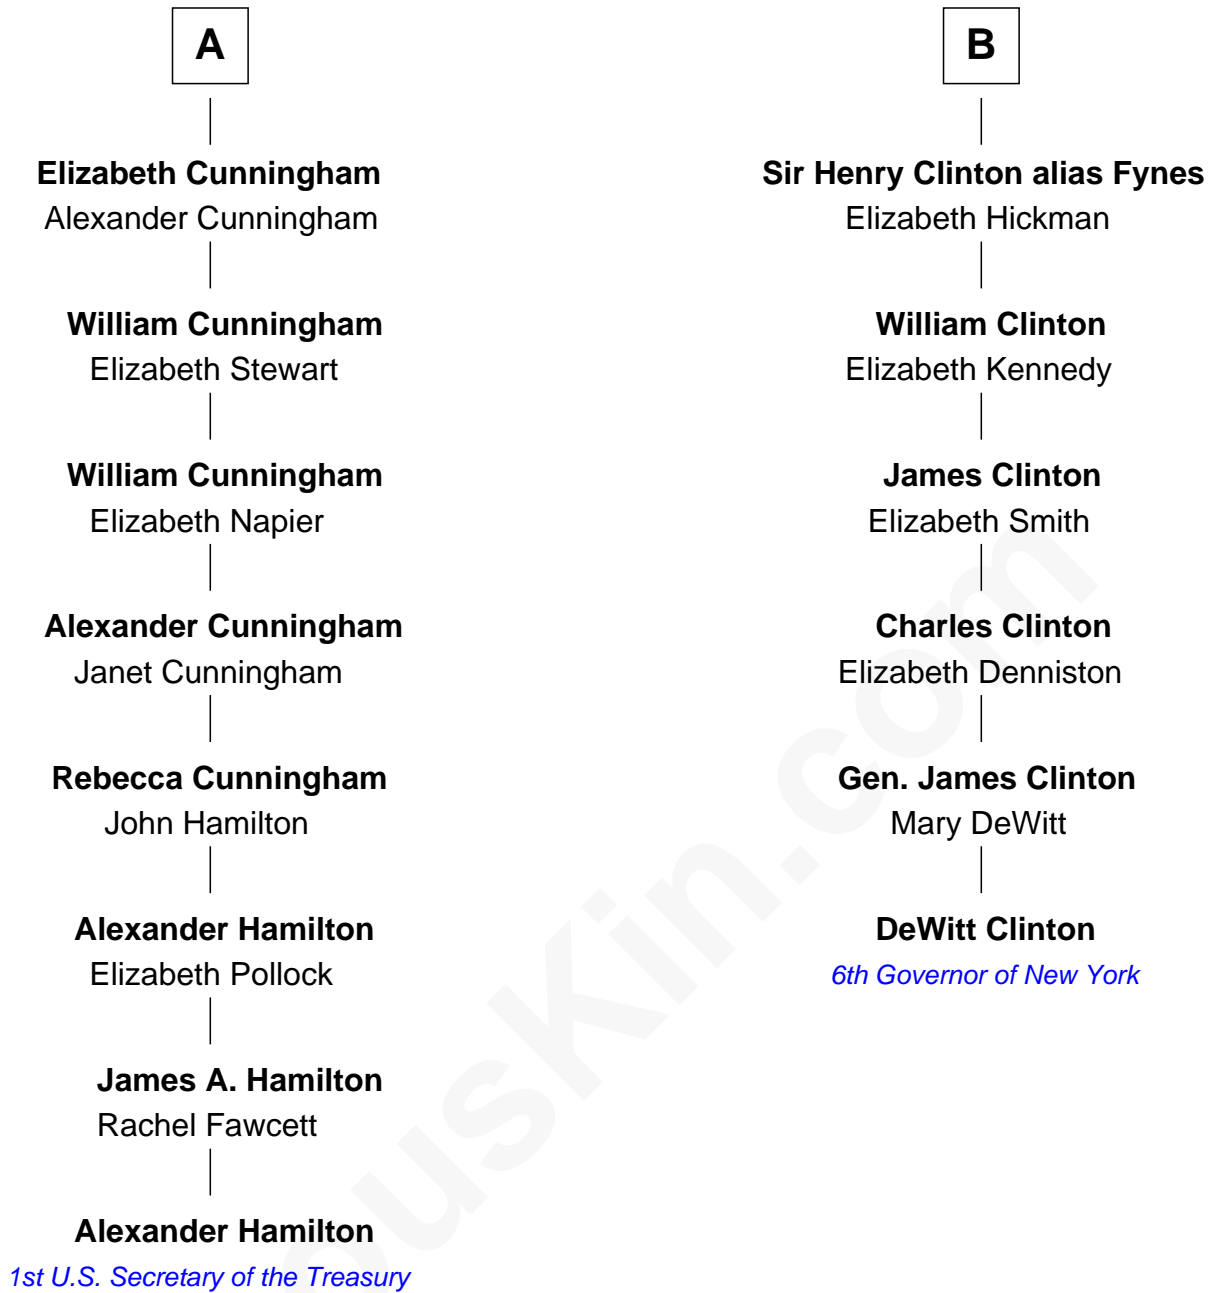 A
Elizabeth Cunningham
Alexander Cunningham
William Cunningham
Elizabeth Stewart
William Cunningham
Elizabeth Napier
Alexander Cunningham
Janet Cunningham
Rebecca Cunningham
John Hamilton
Alexander Hamilton
Elizabeth Pollock
James A. Hamilton
Rachel Fawcett
Alexander Hamilton
1st U.S. Secretary of the Treasury
B
Sir Henry Clinton alias Fynes
Elizabeth Hickman
William Clinton
Elizabeth Kennedy
James Clinton
Elizabeth Smith
Charles Clinton
Elizabeth Denniston
Gen. James Clinton
Mary DeWitt
DeWitt Clinton
6th Governor of New York
ousKin.com